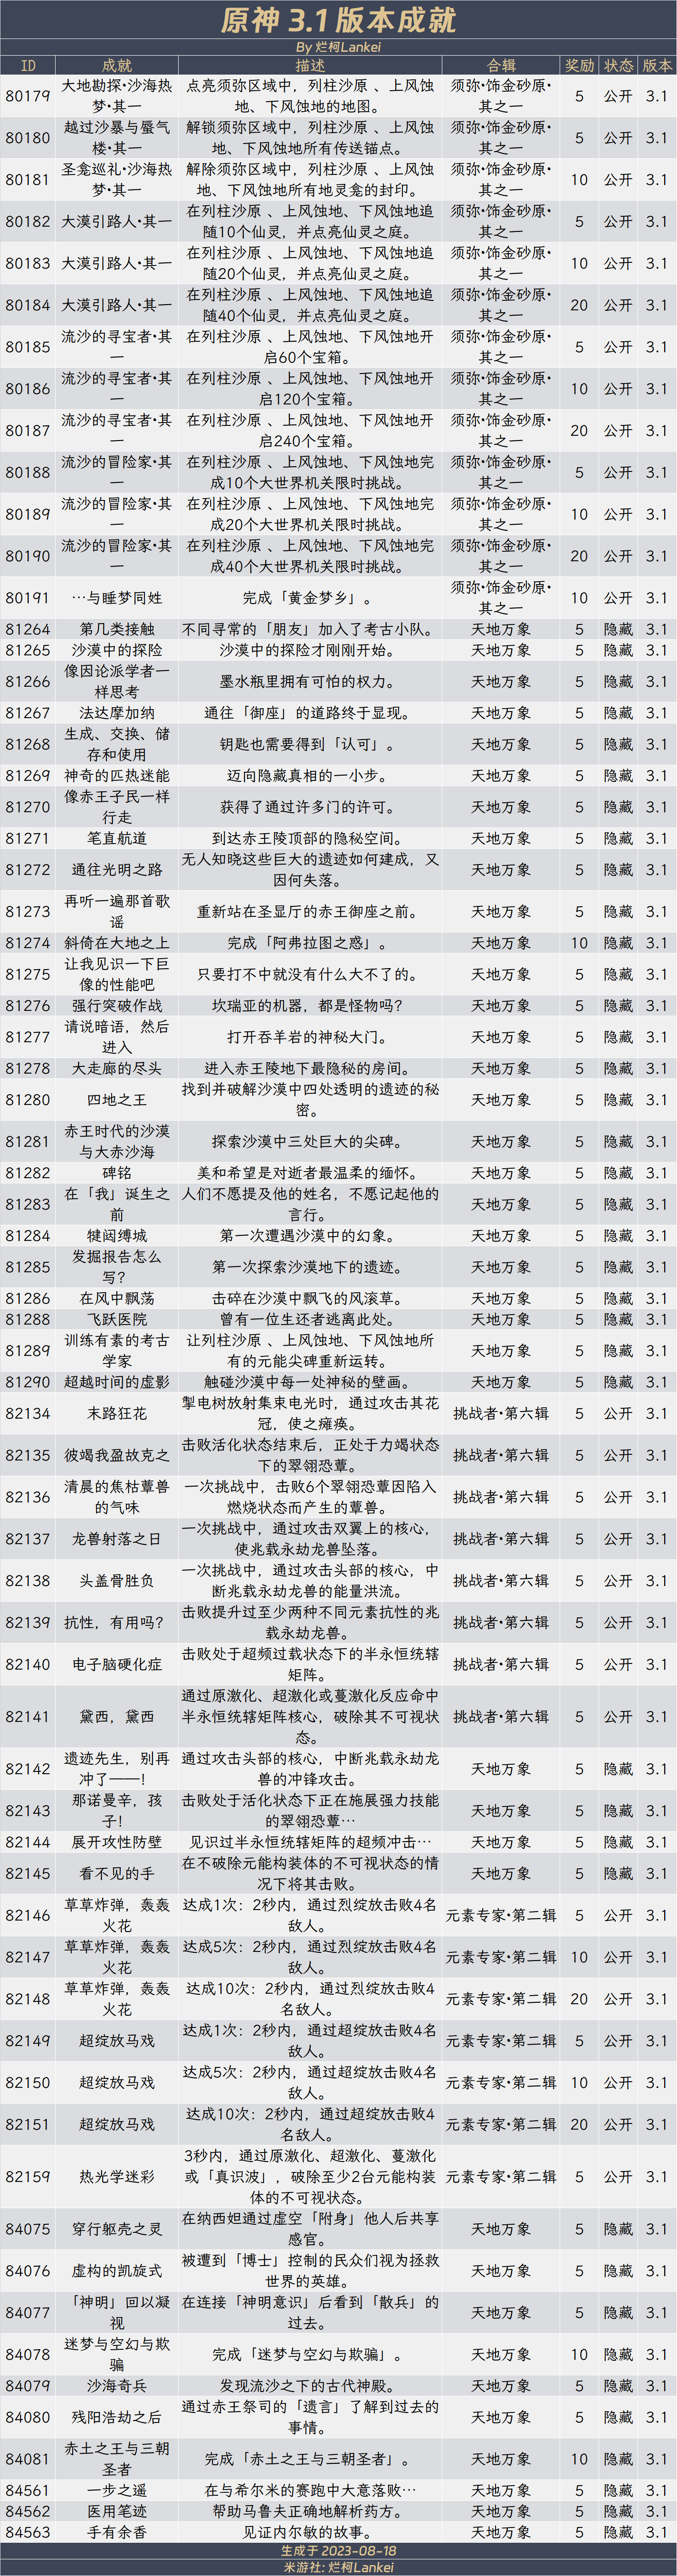 原神 3.1 版本成就
By 烂柯Lankei
ID 成就 描述 合辑 奖励 状态 版本
80179 大地勘探·沙海热梦·其一 点亮须弥区域中，列柱沙原 、上风蚀地、下风蚀地的地图。 须弥·饰金砂原·其之一 5 公开 3.1
80180 越过沙暴与蜃气楼·其一 解锁须弥区域中，列柱沙原 、上风蚀地、下风蚀地所有传送锚点。 须弥·饰金砂原·其之一 5 公开 3.1
80181 圣龛巡礼·沙海热梦·其一 解除须弥区域中，列柱沙原 、上风蚀地、下风蚀地所有地灵龛的封印。 须弥·饰金砂原·其之一 10 公开 3.1
80182 大漠引路人·其一 在列柱沙原 、上风蚀地、下风蚀地追随10个仙灵，并点亮仙灵之庭。 须弥·饰金砂原·其之一 5 公开 3.1
80183 大漠引路人·其一 在列柱沙原 、上风蚀地、下风蚀地追随20个仙灵，并点亮仙灵之庭。 须弥·饰金砂原·其之一 10 公开 3.1
80184 大漠引路人·其一 在列柱沙原 、上风蚀地、下风蚀地追随40个仙灵，并点亮仙灵之庭。 须弥·饰金砂原·其之一 20 公开 3.1
80185 流沙的寻宝者·其一 在列柱沙原 、上风蚀地、下风蚀地开启60个宝箱。 须弥·饰金砂原·其之一 5 公开 3.1
80186 流沙的寻宝者·其一 在列柱沙原 、上风蚀地、下风蚀地开启120个宝箱。 须弥·饰金砂原·其之一 10 公开 3.1
80187 流沙的寻宝者·其一 在列柱沙原 、上风蚀地、下风蚀地开启240个宝箱。 须弥·饰金砂原·其之一 20 公开 3.1
80188 流沙的冒险家·其一 在列柱沙原 、上风蚀地、下风蚀地完成10个大世界机关限时挑战。 须弥·饰金砂原·其之一 5 公开 3.1
80189 流沙的冒险家·其一 在列柱沙原 、上风蚀地、下风蚀地完成20个大世界机关限时挑战。 须弥·饰金砂原·其之一 10 公开 3.1
80190 流沙的冒险家·其一 在列柱沙原 、上风蚀地、下风蚀地完成40个大世界机关限时挑战。 须弥·饰金砂原·其之一 20 公开 3.1
80191 …与睡梦同姓 完成「黄金梦乡」。 须弥·饰金砂原·其之一 10 公开 3.1
81264 第几类接触 不同寻常的「朋友」加入了考古小队。 天地万象 5 隐藏 3.1
81265 沙漠中的探险 沙漠中的探险才刚刚开始。 天地万象 5 隐藏 3.1
81266 像因论派学者一样思考 墨水瓶里拥有可怕的权力。 天地万象 5 隐藏 3.1
81267 法达摩加纳 通往「御座」的道路终于显现。 天地万象 5 隐藏 3.1
81268 生成、交换、储存和使用 钥匙也需要得到「认可」。 天地万象 5 隐藏 3.1
81269 神奇的匹热迷能 迈向隐藏真相的一小步。 天地万象 5 隐藏 3.1
81270 像赤王子民一样行走 获得了通过许多门的许可。 天地万象 5 隐藏 3.1
81271 笔直航道 到达赤王陵顶部的隐秘空间。 天地万象 5 隐藏 3.1
81272 通往光明之路 无人知晓这些巨大的遗迹如何建成，又因何失落。 天地万象 5 隐藏 3.1
81273 再听一遍那首歌谣 重新站在圣显厅的赤王御座之前。 天地万象 5 隐藏 3.1
81274 斜倚在大地之上 完成「阿弗拉图之惑」。 天地万象 10 隐藏 3.1
81275 让我见识一下巨像的性能吧 只要打不中就没有什么大不了的。 天地万象 5 隐藏 3.1
81276 强行突破作战 坎瑞亚的机器，都是怪物吗？ 天地万象 5 隐藏 3.1
81277 请说暗语，然后进入 打开吞羊岩的神秘大门。 天地万象 5 隐藏 3.1
81278 大走廊的尽头 进入赤王陵地下最隐秘的房间。 天地万象 5 隐藏 3.1
81280 四地之王 找到并破解沙漠中四处透明的遗迹的秘密。 天地万象 5 隐藏 3.1
81281 赤王时代的沙漠与大赤沙海 探索沙漠中三处巨大的尖碑。 天地万象 5 隐藏 3.1
81282 碑铭 美和希望是对逝者最温柔的缅怀。 天地万象 5 隐藏 3.1
81283 在「我」诞生之前 人们不愿提及他的姓名，不愿记起他的言行。 天地万象 5 隐藏 3.1
81284 犍闼缚城 第一次遭遇沙漠中的幻象。 天地万象 5 隐藏 3.1
81285 发掘报告怎么写？ 第一次探索沙漠地下的遗迹。 天地万象 5 隐藏 3.1
81286 在风中飘荡 击碎在沙漠中飘飞的风滚草。 天地万象 5 隐藏 3.1
81288 飞跃医院 曾有一位生还者逃离此处。 天地万象 5 隐藏 3.1
81289 训练有素的考古学家 让列柱沙原 、上风蚀地、下风蚀地所有的元能尖碑重新运转。 天地万象 5 隐藏 3.1
81290 超越时间的虚影 触碰沙漠中每一处神秘的壁画。 天地万象 5 隐藏 3.1
82134 末路狂花 掣电树放射集束电光时，通过攻击其花冠，使之瘫痪。 挑战者·第六辑 5 公开 3.1
82135 彼竭我盈故克之 击败活化状态结束后，正处于力竭状态下的翠翎恐蕈。 挑战者·第六辑 5 公开 3.1
82136 清晨的焦枯蕈兽的气味 一次挑战中，击败6个翠翎恐蕈因陷入燃烧状态而产生的蕈兽。 挑战者·第六辑 5 公开 3.1
82137 龙兽射落之日 一次挑战中，通过攻击双翼上的核心，使兆载永劫龙兽坠落。 挑战者·第六辑 5 公开 3.1
82138 头盖骨胜负 一次挑战中，通过攻击头部的核心，中断兆载永劫龙兽的能量洪流。 挑战者·第六辑 5 公开 3.1
82139 抗性，有用吗？ 击败提升过至少两种不同元素抗性的兆载永劫龙兽。 挑战者·第六辑 5 公开 3.1
82140 电子脑硬化症 击败处于超频过载状态下的半永恒统辖矩阵。 挑战者·第六辑 5 公开 3.1
82141 黛西，黛西 通过原激化、超激化或蔓激化反应命中半永恒统辖矩阵核心，破除其不可视状态。 挑战者·第六辑 5 公开 3.1
82142 遗迹先生，别再冲了——！ 通过攻击头部的核心，中断兆载永劫龙兽的冲锋攻击。 天地万象 5 隐藏 3.1
82143 那诺曼辛，孩子！ 击败处于活化状态下正在施展强力技能的翠翎恐蕈… 天地万象 5 隐藏 3.1
82144 展开攻性防壁 见识过半永恒统辖矩阵的超频冲击… 天地万象 5 隐藏 3.1
82145 看不见的手 在不破除元能构装体的不可视状态的情况下将其击败。 天地万象 5 隐藏 3.1
82146 草草炸弹，轰轰火花 达成1次：2秒内，通过烈绽放击败4名敌人。 元素专家·第二辑 5 公开 3.1
82147 草草炸弹，轰轰火花 达成5次：2秒内，通过烈绽放击败4名敌人。 元素专家·第二辑 10 公开 3.1
82148 草草炸弹，轰轰火花 达成10次：2秒内，通过烈绽放击败4名敌人。 元素专家·第二辑 20 公开 3.1
82149 超绽放马戏 达成1次：2秒内，通过超绽放击败4名敌人。 元素专家·第二辑 5 公开 3.1
82150 超绽放马戏 达成5次：2秒内，通过超绽放击败4名敌人。 元素专家·第二辑 10 公开 3.1
82151 超绽放马戏 达成10次：2秒内，通过超绽放击败4名敌人。 元素专家·第二辑 20 公开 3.1
82159 热光学迷彩 3秒内，通过原激化、超激化、蔓激化或「真识波」，破除至少2台元能构装体的不可视状态。 元素专家·第二辑 5 公开 3.1
84075 穿行躯壳之灵 在纳西妲通过虚空「附身」他人后共享感官。 天地万象 5 隐藏 3.1
84076 虚构的凯旋式 被遭到「博士」控制的民众们视为拯救世界的英雄。 天地万象 5 隐藏 3.1
84077 「神明」回以凝视 在连接「神明意识」后看到「散兵」的过去。 天地万象 5 隐藏 3.1
84078 迷梦与空幻与欺骗 完成「迷梦与空幻与欺骗」。 天地万象 10 隐藏 3.1
84079 沙海奇兵 发现流沙之下的古代神殿。 天地万象 5 隐藏 3.1
84080 残阳浩劫之后 通过赤王祭司的「遗言」了解到过去的事情。 天地万象 5 隐藏 3.1
84081 赤土之王与三朝圣者 完成「赤土之王与三朝圣者」。 天地万象 10 隐藏 3.1
84561 一步之遥 在与希尔米的赛跑中大意落败… 天地万象 5 隐藏 3.1
84562 医用笔迹 帮助马鲁夫正确地解析药方。 天地万象 5 隐藏 3.1
84563 手有余香 见证内尔敏的故事。 天地万象 5 隐藏 3.1
生成于 2023-08-18
米游社: 烂柯Lankei